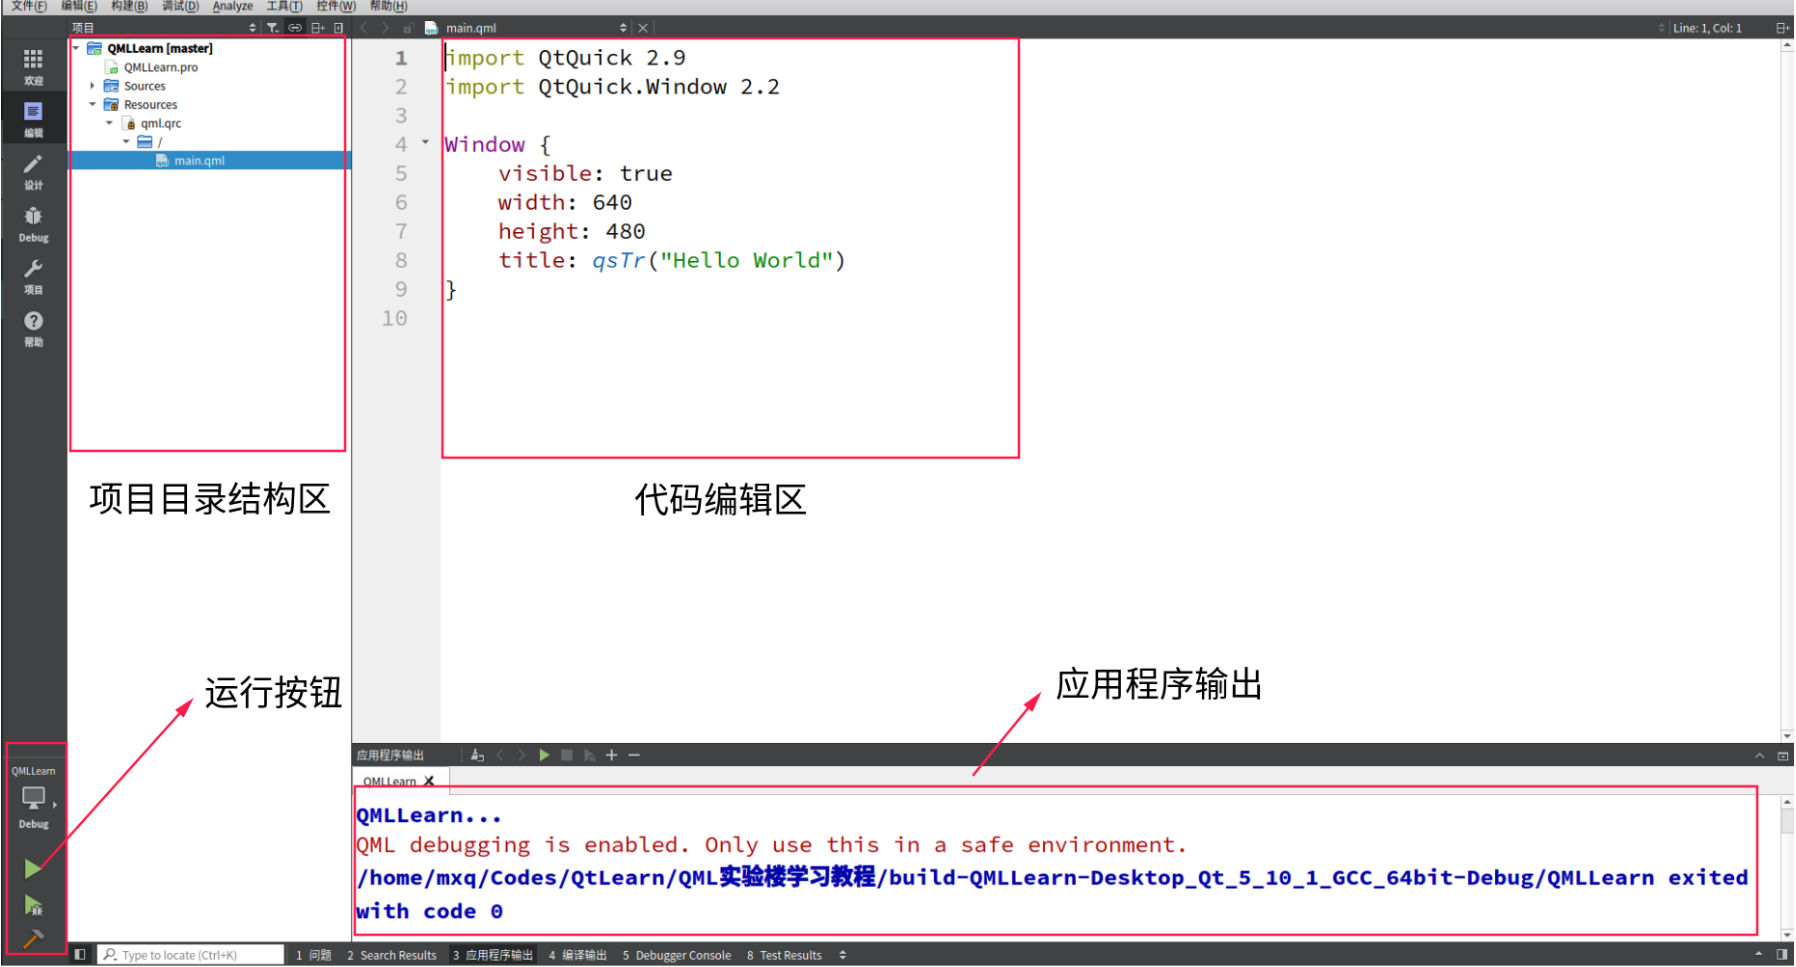 文件(F) 编辑(E) 构建(B) 调试(D) Analyze 工具(T) 控件(W) 帮助(H)
项目
main.qml
Line: 1, Col: 1
欢迎
编辑
设计
Debug
项目
帮助
QMLLearn [master]
QMLLearn.pro
Sources
Resources
qml.qrc
/
main.qml
1 import QtQuick 2.9
2 import QtQuick.Window 2.2
3
4 Window {
5 visible: true
6 width: 640
7 height: 480
8 title: qsTr("Hello World")
9 }
10
项目目录结构区
代码编辑区
运行按钮
应用程序输出
应用程序输出
QMLLearn
QMLLearn...
QML debugging is enabled. Only use this in a safe environment.
/home/mxq/Codes/QtLearn/QML实验楼学习教程/build-QMLLearn-Desktop_Qt_5_10_1_GCC_64bit-Debug/QMLLearn exited
with code 0
QMLLearn
Debug
Type to locate (Ctrl+K)
1 问题 2 Search Results 3 应用程序输出 4 编译输出 5 Debugger Console 8 Test Results